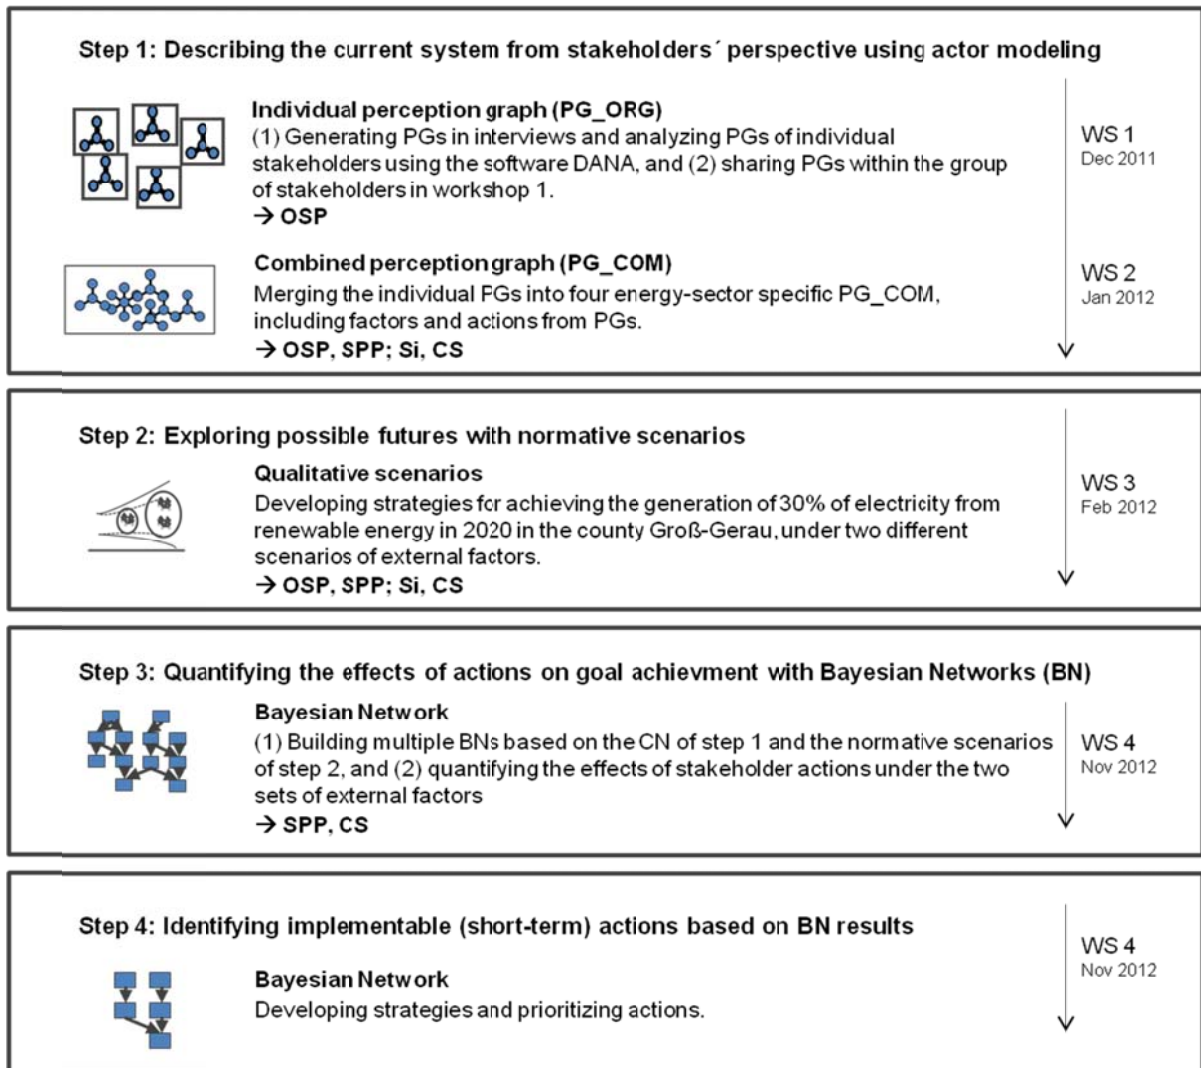 Step 1: Describing the current system from stakeholders´ perspective using actor modeling
Individual perception graph (PG_ORG)
(1) Generating PGs in interviews and analyzing PGs of individual
stakeholders using the software DANA, and (2) sharing PGs within the group
of stakeholders in workshop 1.
→ OSP
WS 1
Dec 2011
Combined perception graph (PG_COM)
Merging the individual PGs into four energy-sector specific PG_COM,
including factors and actions from PGs.
→ OSP, SPP; Si, CS
WS 2
Jan 2012
Step 2: Exploring possible futures with normative scenarios
Qualitative scenarios
Developing strategies for achieving the generation of 30% of electricity from
renewable energy in 2020 in the county Groß-Gerau, under two different
scenarios of external factors.
→ OSP, SPP; Si, CS
WS 3
Feb 2012
Step 3: Quantifying the effects of actions on goal achievment with Bayesian Networks (BN)
Bayesian Network
(1) Building multiple BNs based on the CN of step 1 and the normative scenarios
of step 2, and (2) quantifying the effects of stakeholder actions under the two
sets of external factors
→ SPP, CS
WS 4
Nov 2012
Step 4: Identifying implementable (short-term) actions based on BN results
Bayesian Network
Developing strategies and prioritizing actions.
WS 4
Nov 2012